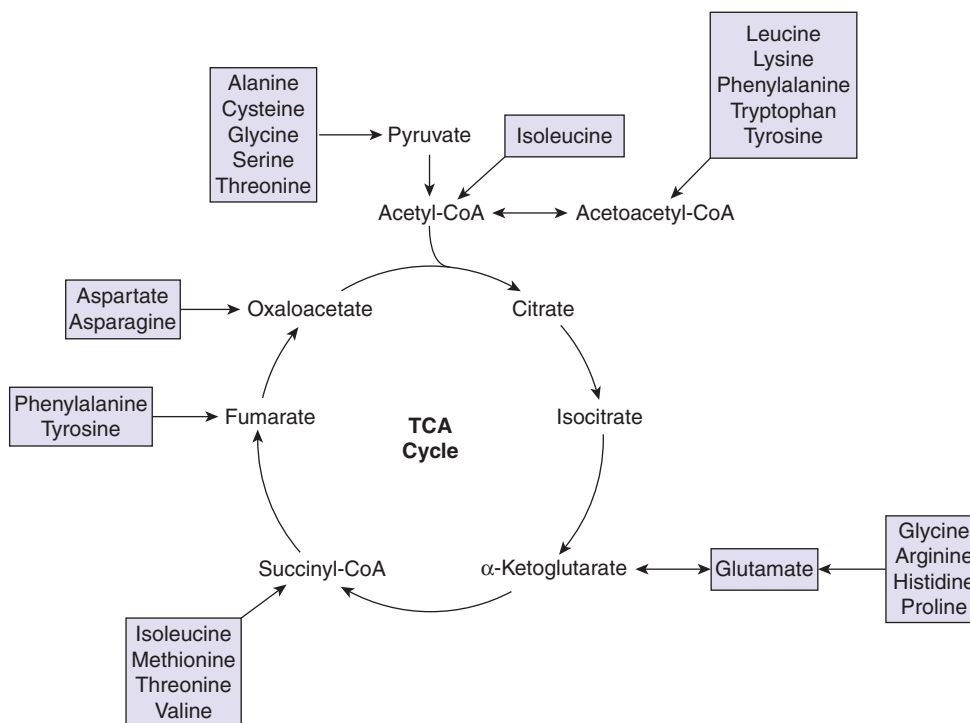 Alanine
Cysteine
Glycine
Serine
Threonine
Pyruvate
Isoleucine
Leucine
Lysine
Phenylalanine
Tryptophan
Tyrosine
Acetyl-CoA
Acetoacetyl-CoA
Aspartate
Asparagine
Oxaloacetate
Citrate
Phenylalanine
Tyrosine
Fumarate
TCA
Cycle
Isocitrate
Succinyl-CoA
α-Ketoglutarate
Glutamate
Glycine
Arginine
Histidine
Proline
Isoleucine
Methionine
Threonine
Valine